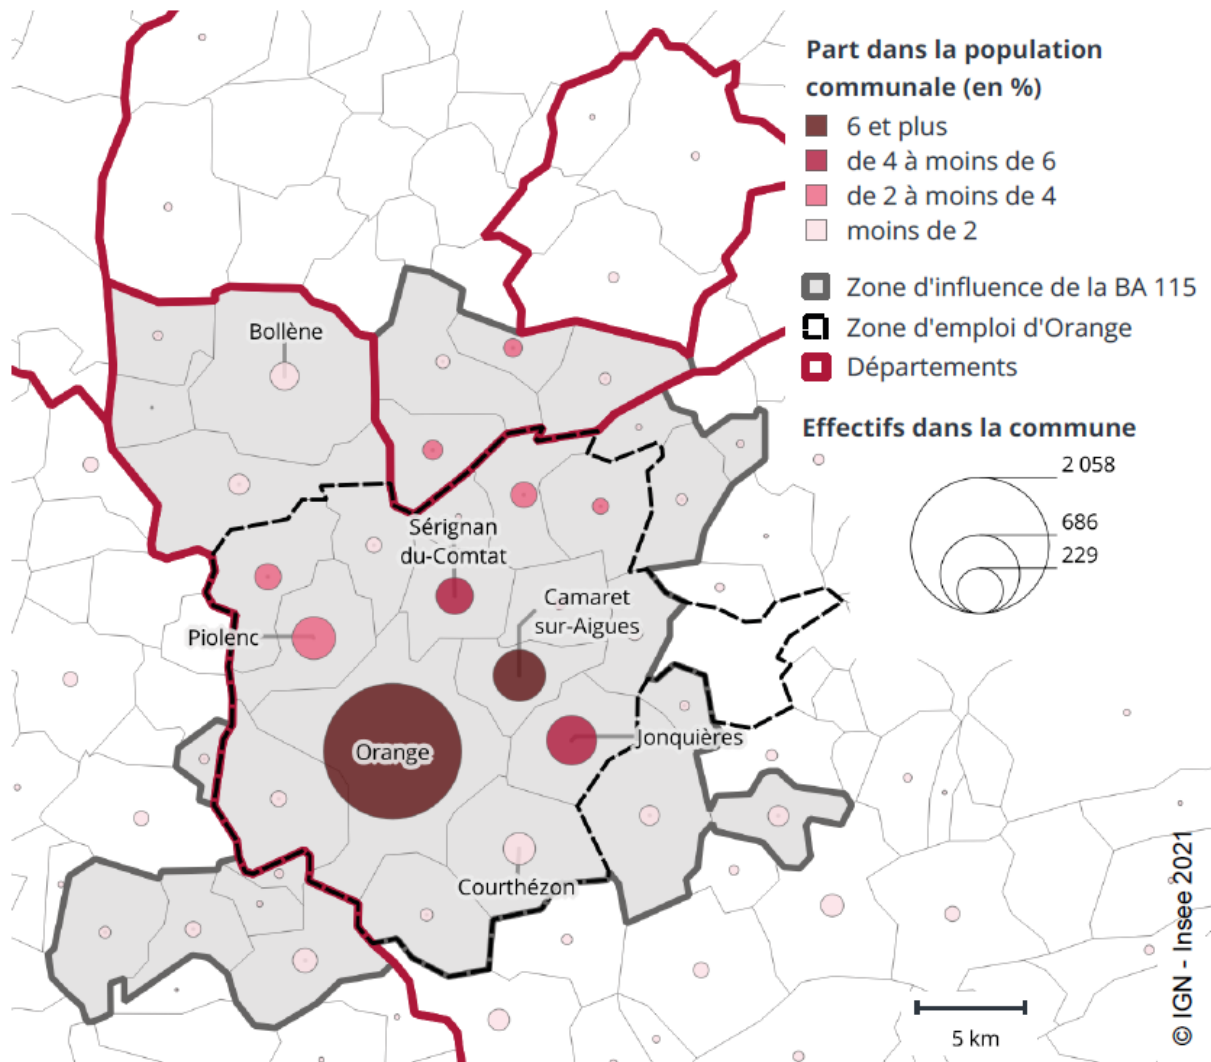 Part dans la population
communale (en %)
6 et plus
de 4 à moins de 6
de 2 à moins de 4
moins de 2
Zone d'influence de la BA 115
Zone d'emploi d'Orange
Départements
Effectifs dans la commune
2 058
686
229
Bollène
Sérignan
du-Comtat
Camaret
sur-Aigues
Piolenc
Orange
Jonquières
Courthézon
5 km
© IGN - Insee 2021